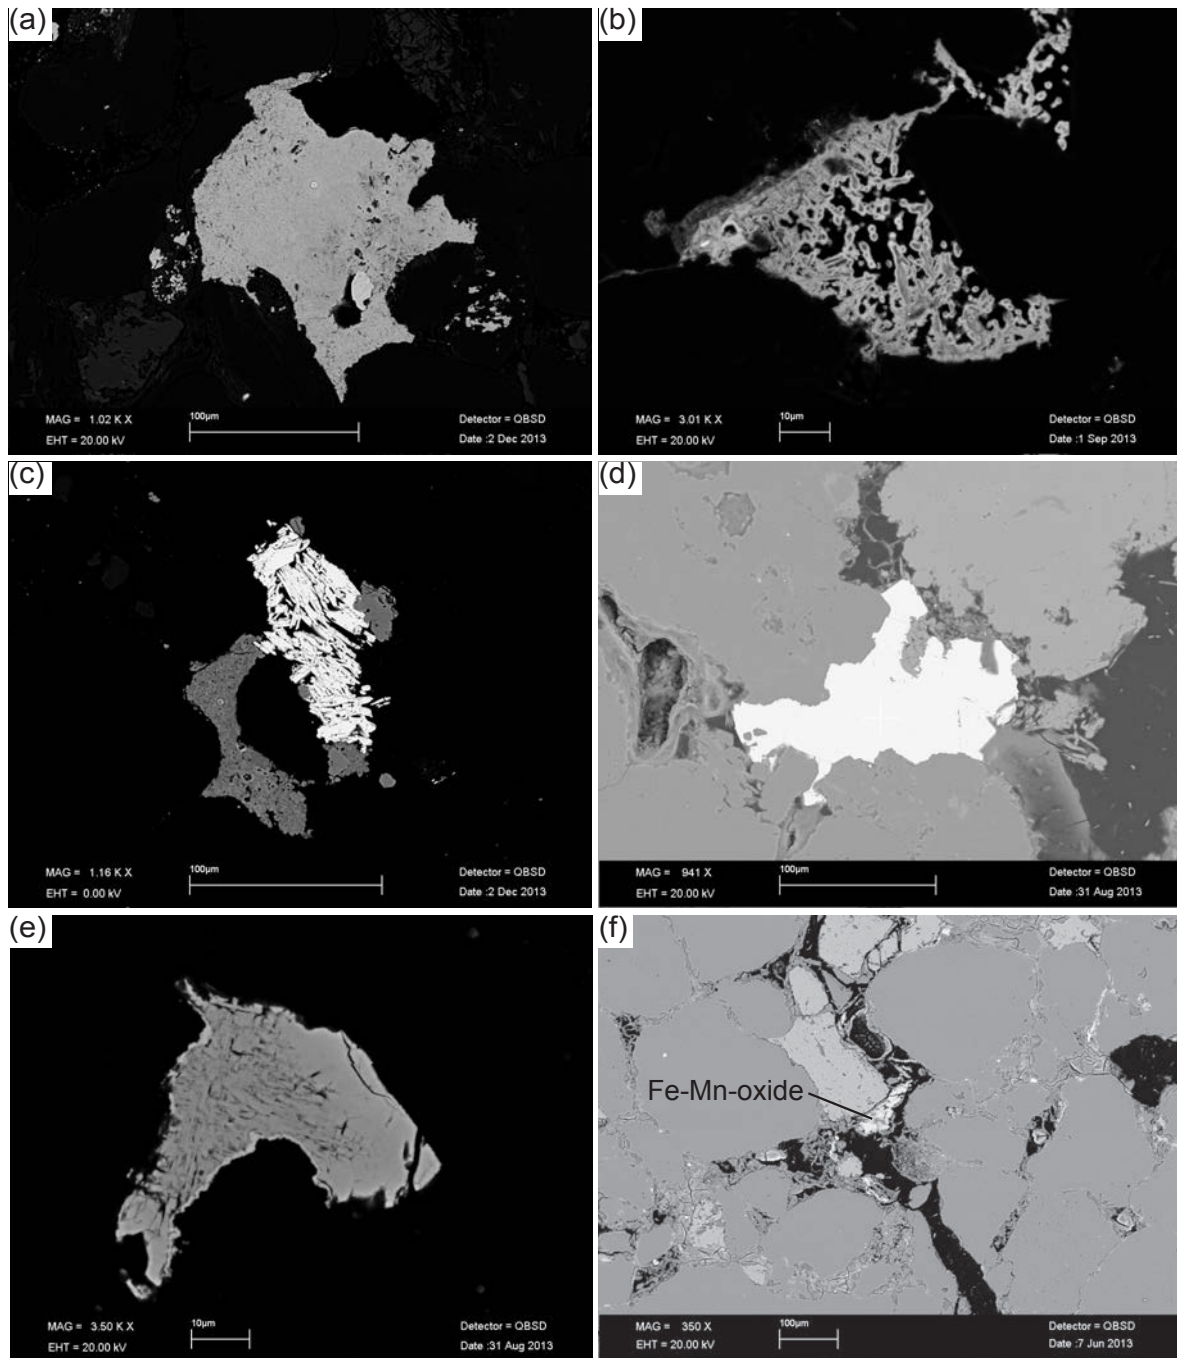 (a)
MAG = 1.02 K X
EHT = 20.00 kV
100µm
Detector = QBSD
Date :2 Dec 2013
(b)
MAG = 3.01 K X
EHT = 20.00 kV
10µm
Detector = QBSD
Date :1 Sep 2013
(c)
MAG = 1.16 K X
EHT = 0.00 kV
100µm
Detector = QBSD
Date :2 Dec 2013
(d)
MAG = 941 X
EHT = 20.00 kV
100µm
Detector = QBSD
Date :31 Aug 2013
(e)
MAG = 3.50 K X
EHT = 20.00 kV
10µm
Detector = QBSD
Date :31 Aug 2013
(f)
Fe-Mn-oxide
MAG = 350 X
EHT = 20.00 kV
100µm
Detector = QBSD
Date :7 Jun 2013